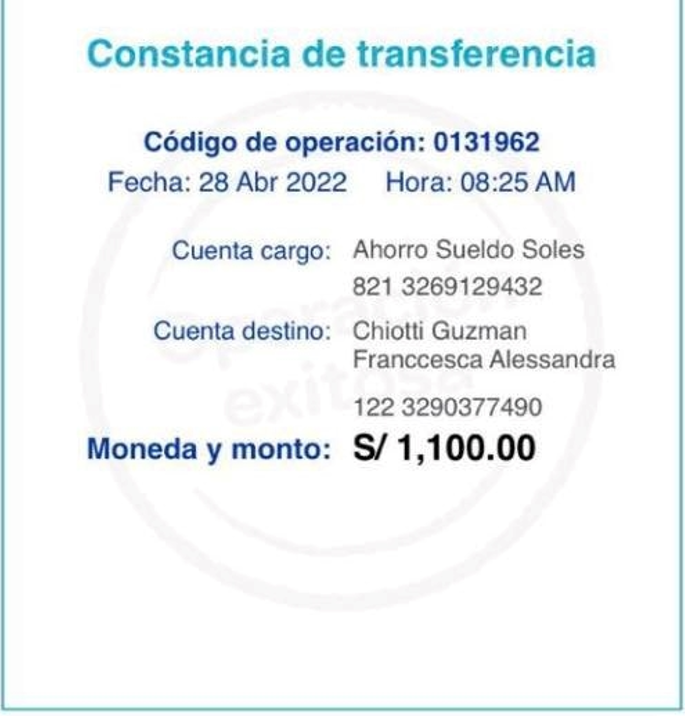 Constancia de transferencia
Código de operación: 0131962
Fecha: 28 Abr 2022 Hora: 08:25 AM
Cuenta cargo: Ahorro Sueldo Soles
821 3269129432
Cuenta destino: Chiotti Guzman
Franccesca Alessandra
122 3290377490
Moneda y monto: S/ 1,100.00
Operación
exitosa